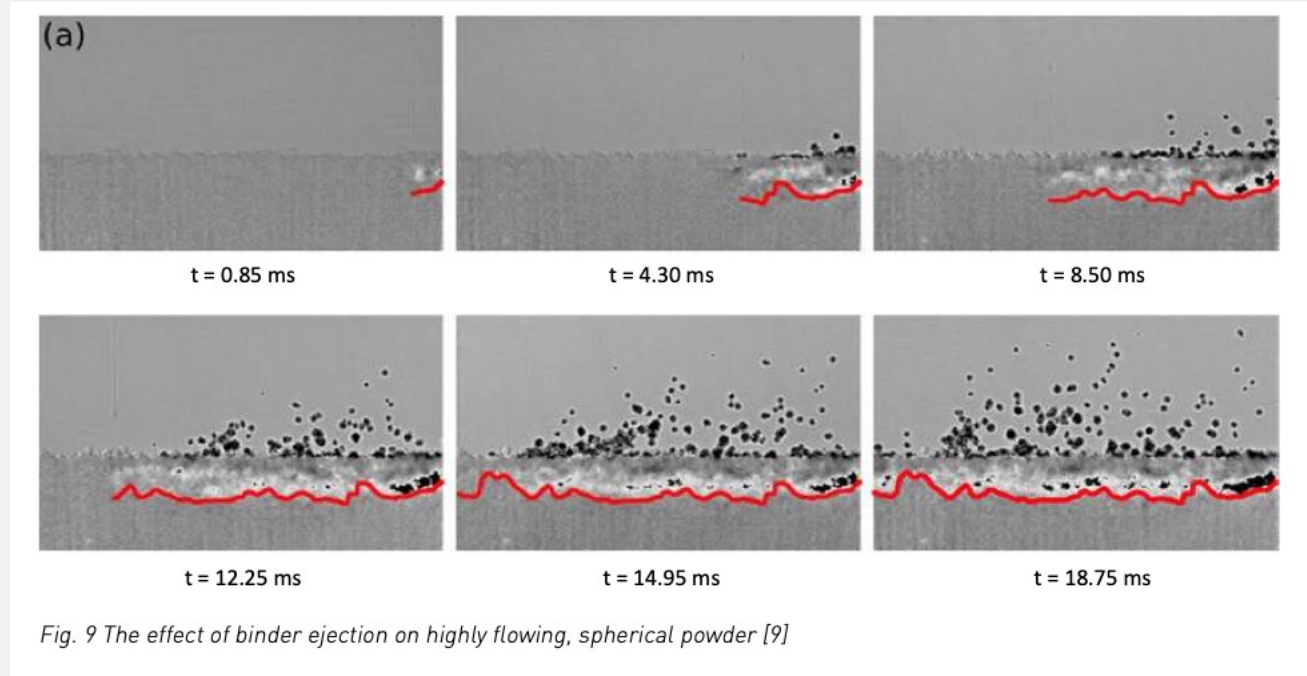 (a)
t = 0.85 ms
t = 4.30 ms
t = 8.50 ms
t = 12.25 ms
t = 14.95 ms
t = 18.75 ms
Fig. 9 The effect of binder ejection on highly flowing, spherical powder [9]